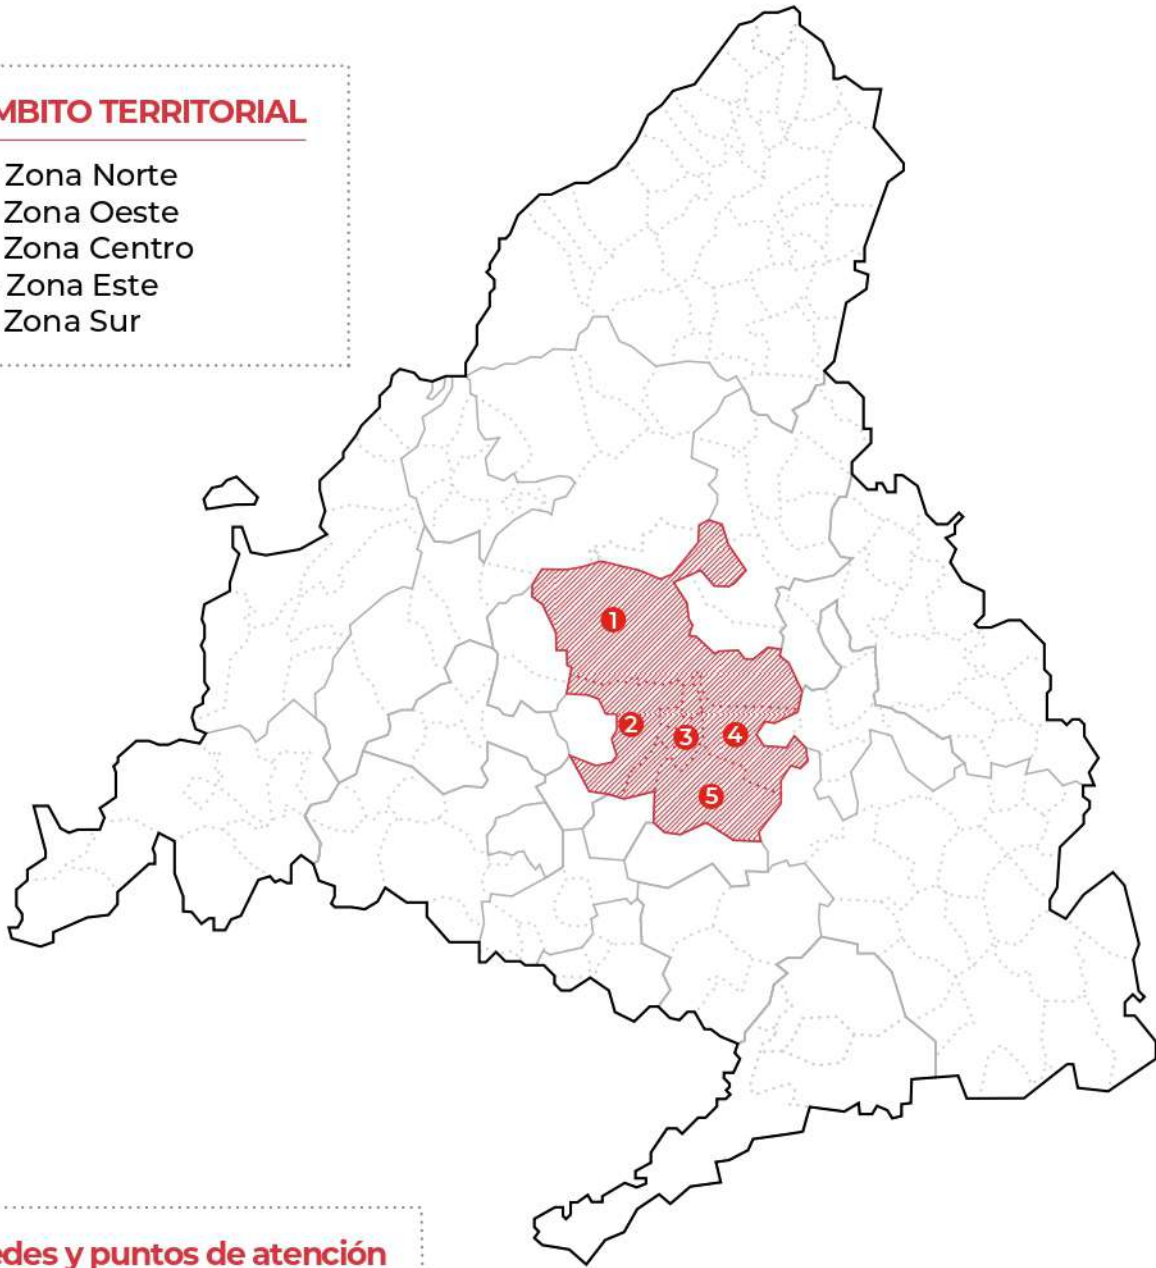 MBITO TERRITORIAL
Zona Norte
Zona Oeste
Zona Centro
Zona Este
Zona Sur
1
2
3
4
5
edes y puntos de atención